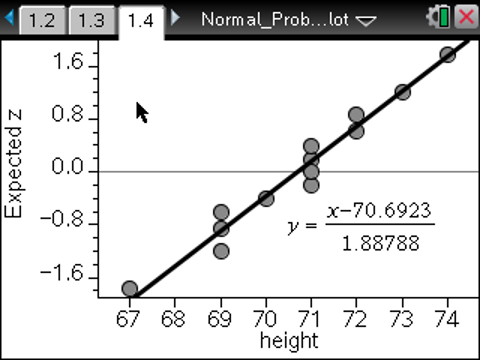 1.2 1.3 1.4 Normal_Prob...lot
1.6
0.8
0.0
-0.8
-1.6
Expected z
y = x-70.6923
1.88788
67 68 69 70 71 72 73 74
height